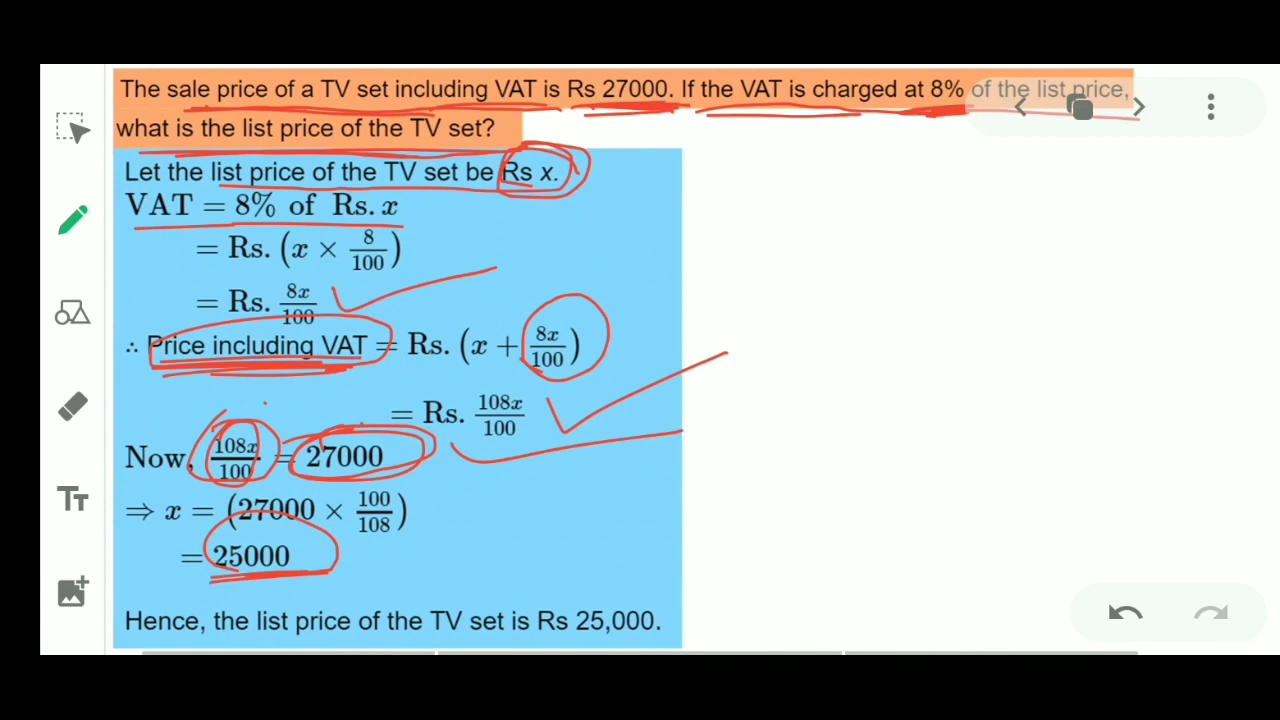 The sale price of a TV set including VAT is Rs 27000. If the VAT is charged at 8% of the list price,
what is the list price of the TV set?
Let the list price of the TV set be Rs x.
VAT = 8% of Rs. x
= Rs. (x × 8/100)
= Rs. 8x/100
∴ Price including VAT = Rs. (x + 8x/100)
= Rs. 108x/100
Now, 108x/100 = 27000
⇒ x = (27000 × 100/108)
= 25000
Hence, the list price of the TV set is Rs 25,000.
TT